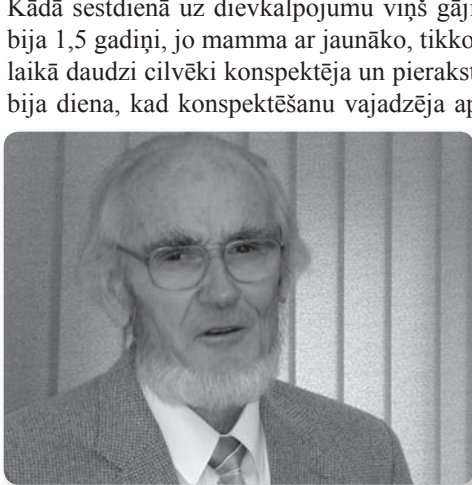 Kādā sestdienā uz dievkalpojumu viņš gāj
bija 1,5 gadiņi, jo mamma ar jaunāko, tikko
laikā daudzi cilvēki konspektēja un pierakst
bija diena, kad konspektēšanu vajadzēja ap